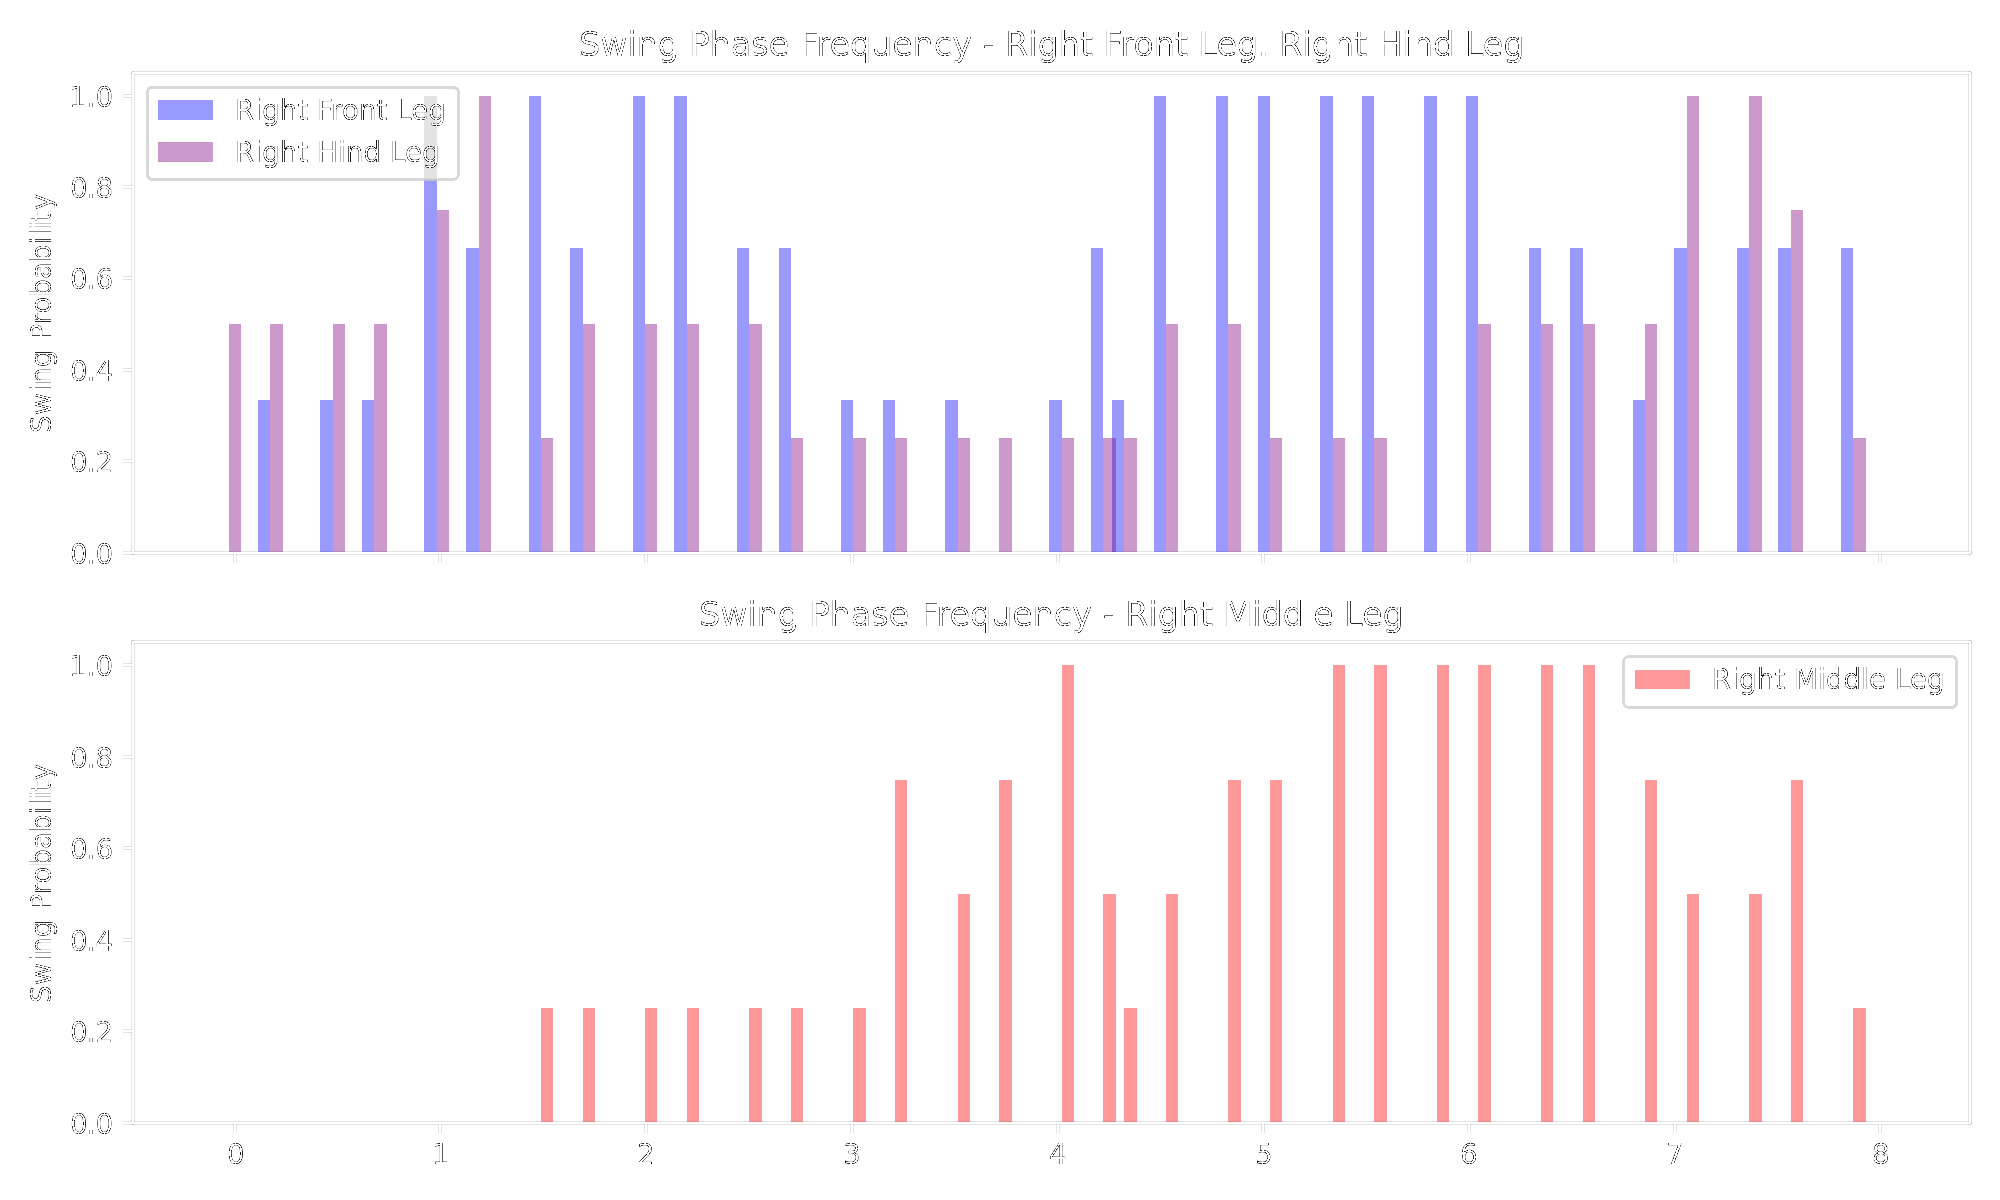 Swing Phase Frequency - Right Front Leg, Right Hind Leg
1.0
0.8
0.6
0.4
0.2
0.0
Swing Probability
Right Front Leg
Right Hind Leg
Swing Phase Frequency - Right Middle Leg
1.0
0.8
0.6
0.4
0.2
0.0
Swing Probability
Right Middle Leg
0 1 2 3 4 5 6 7 8